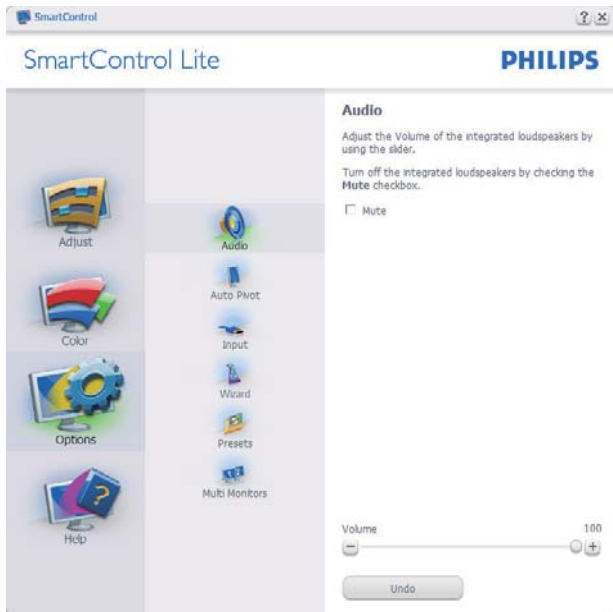 SmartControl
SmartControl Lite
PHILIPS
Adjust
Color
Options
Help
Audio
Auto Pivot
Input
Wizard
Presets
Multi Monitors
Audio
Adjust the Volume of the integrated loudspeakers by
using the slider.
Turn off the integrated loudspeakers by checking the
Mute checkbox.
Mute
Volume 100
Undo